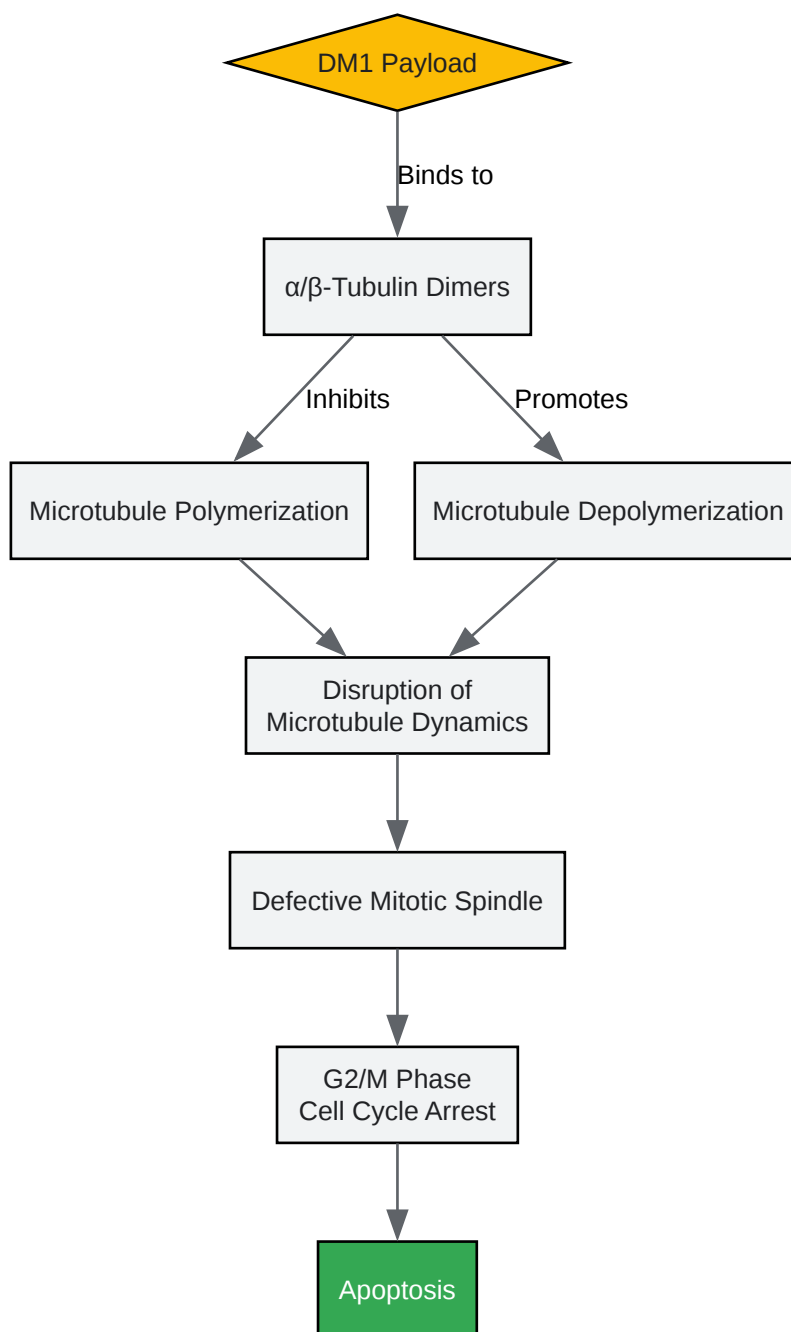 DM1 Payload
Binds to
α/β-Tubulin Dimers
Inhibits
Promotes
Microtubule Polymerization
Microtubule Depolymerization
Disruption of
Microtubule Dynamics
Defective Mitotic Spindle
G2/M Phase
Cell Cycle Arrest
Apoptosis